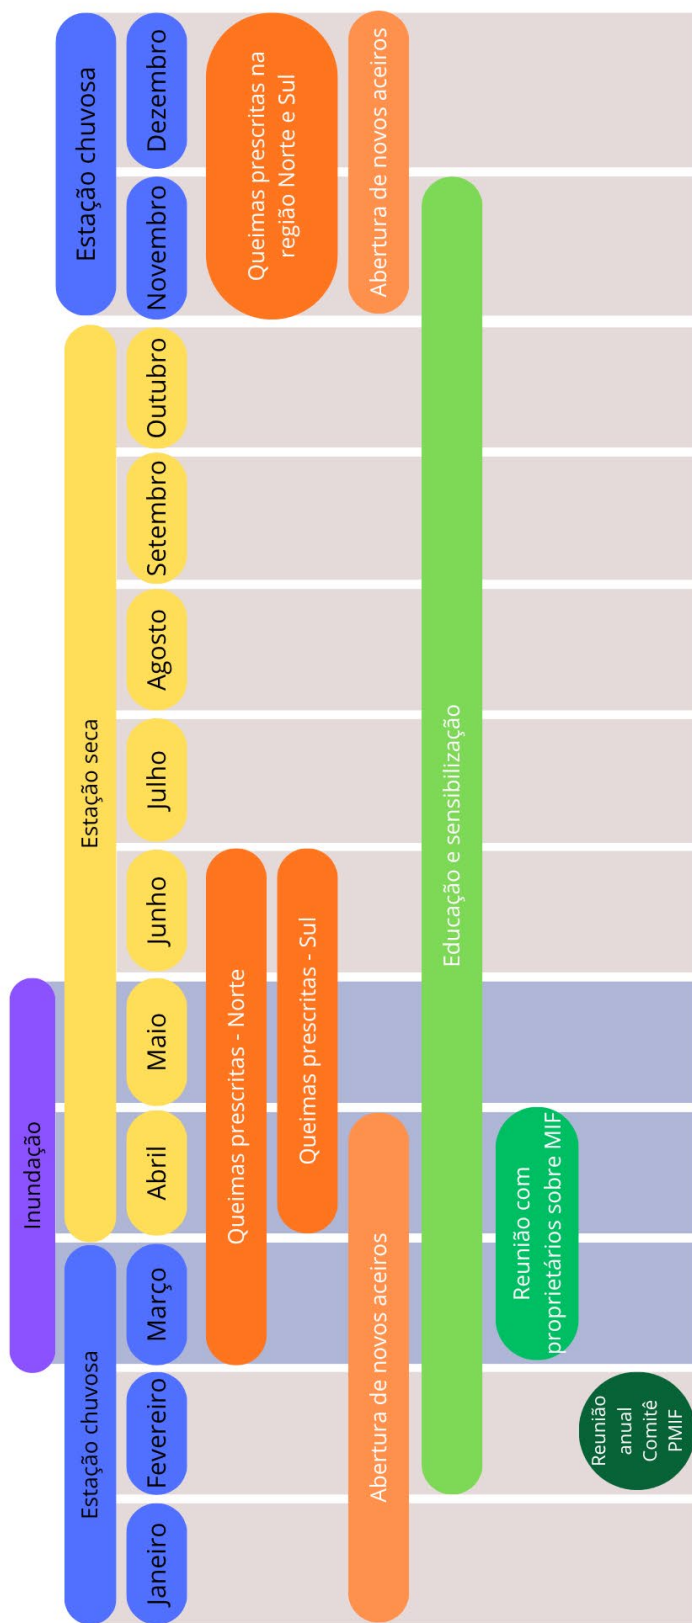 Inundação
Estação chuvosa
Estação seca
Estação chuvosa
Janeiro
Fevereiro
Março
Abril
Maio
Junho
Julho
Agosto
Setembro
Outubro
Novembro
Dezembro
Queimas prescritas - Norte
Queimas prescritas na
região Norte e Sul
Queimas prescritas - Sul
Abertura de novos aceiros
Abertura de novos aceiros
Educação e sensibilização
Reunião com
proprietários sobre MIF
Reunião
anual
Comitê
PMIF